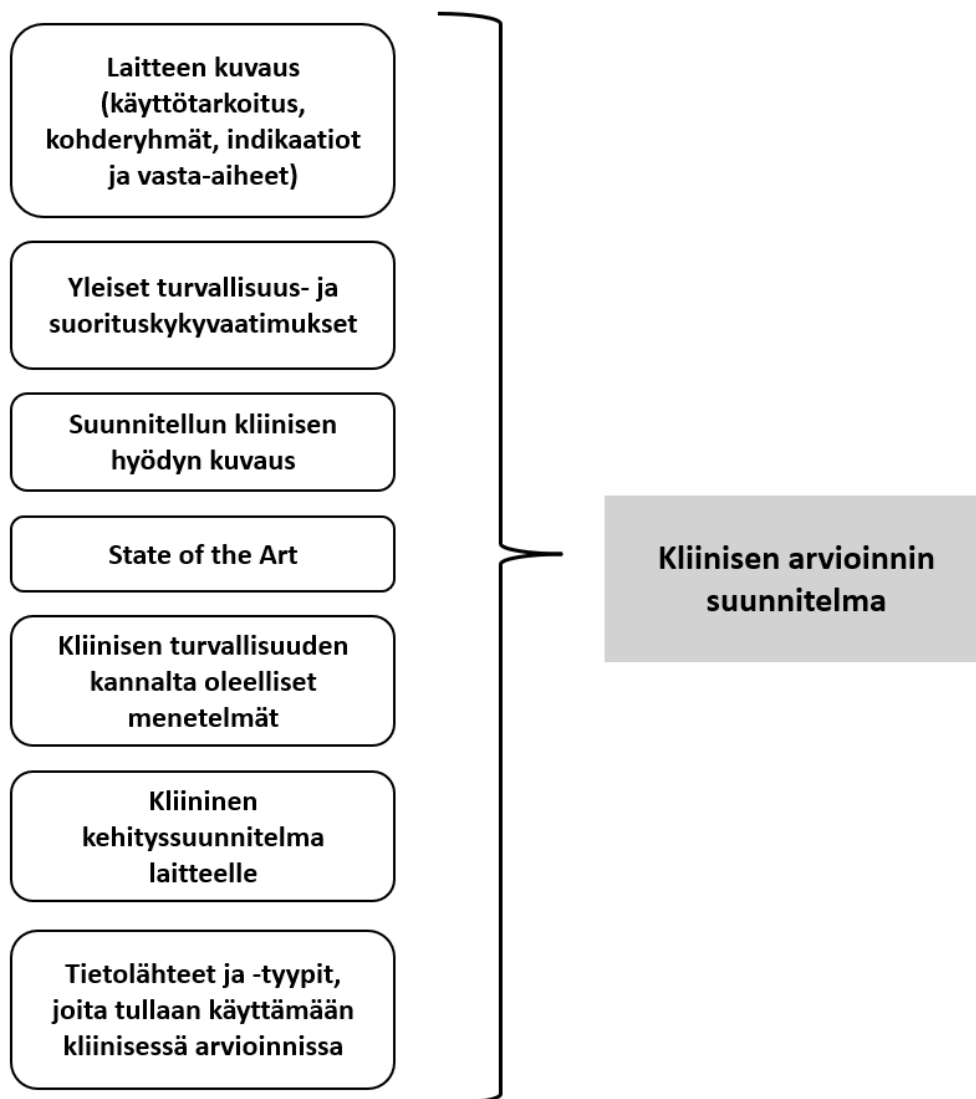 Laitteen kuvaus
(käyttötarkoitus,
kohderyhmät, indikaatiot
ja vasta-aiheet)
Yleiset turvallisuus- ja
suorituskykyvaatimukset
Suunnitellun kliinisen
hyödyn kuvaus
State of the Art
Kliinisen turvallisuuden
kannalta oleelliset
menetelmät
Kliininen
kehityssuunnitelma
laitteelle
Tietolähteet ja -tyypit,
joita tullaan käyttämään
kliinisessä arvioinnissa
Kliinisen arvioinnin
suunnitelma